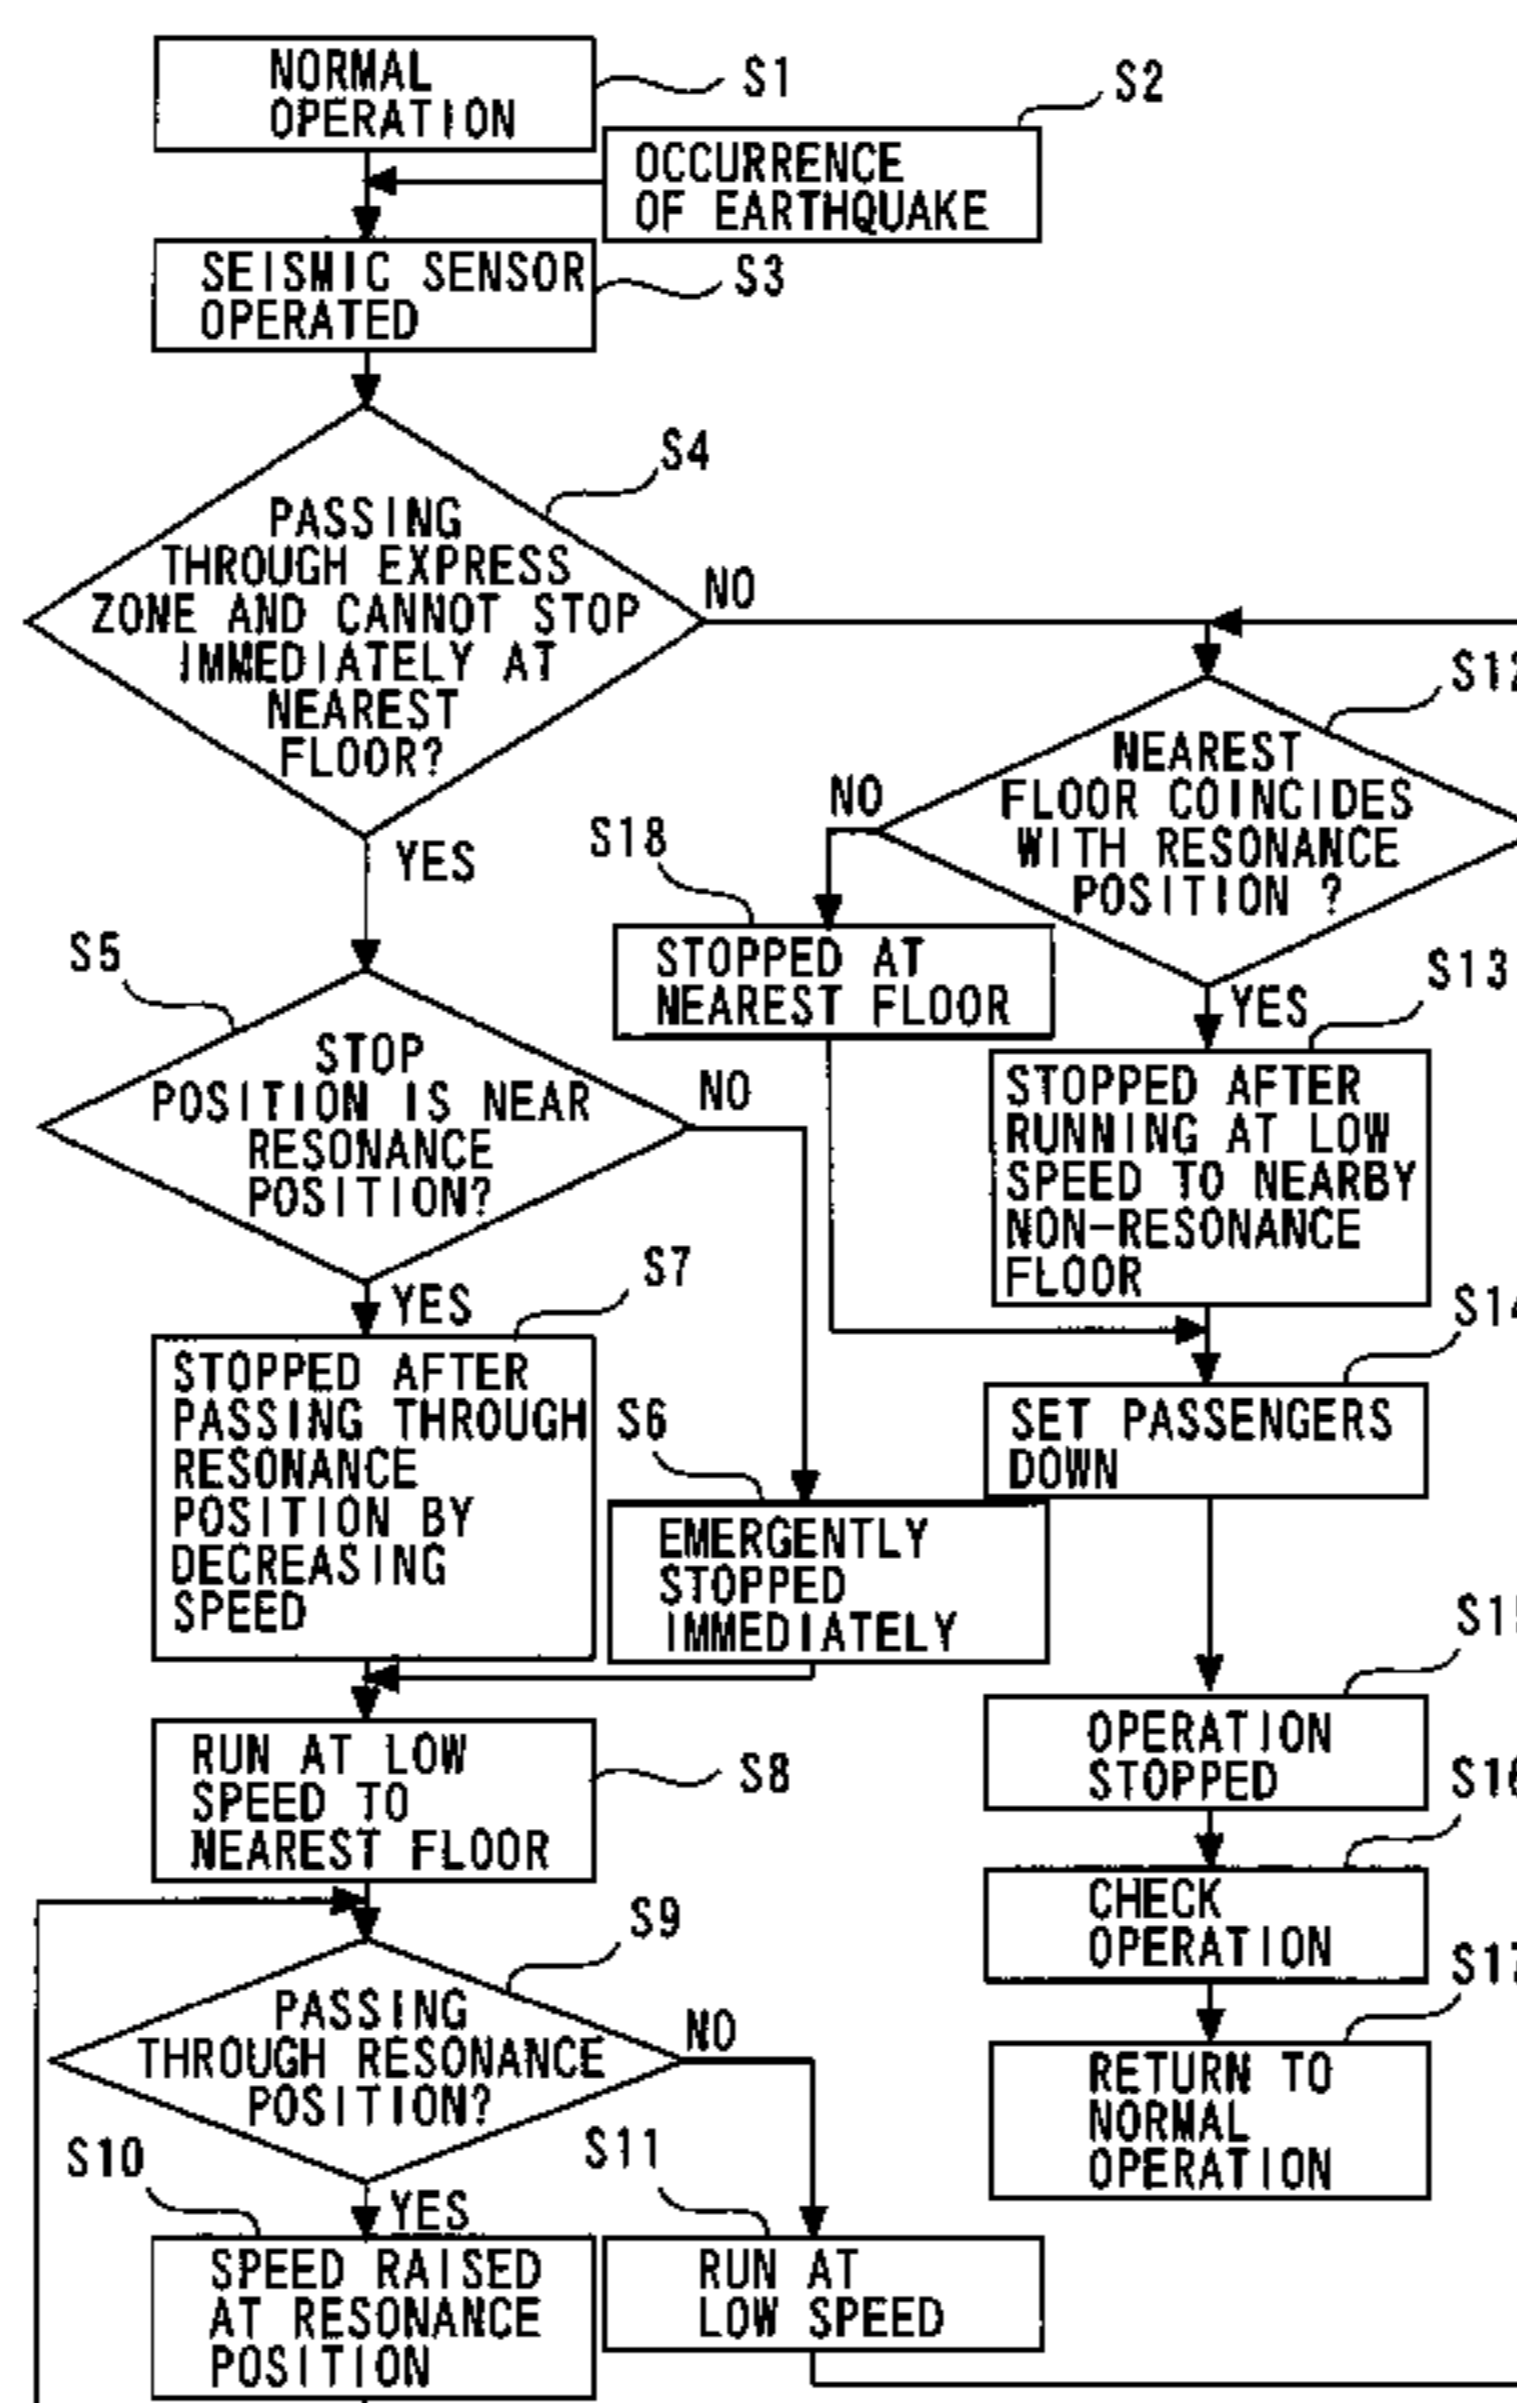 NORMAL
OPERATION
S1
S2
OCCURRENCE
OF EARTHQUAKE
SEISMIC SENSOR
OPERATED
S3
S4
PASSING
THROUGH EXPRESS
ZONE AND CANNOT STOP
IMMEDIATELY AT
NEAREST
FLOOR?
NO
YES
S12
NEAREST
FLOOR COINCIDES
WITH RESONANCE
POSITION ?
NO
YES
S18
STOPPED AT
NEAREST FLOOR
S5
STOP
POSITION IS NEAR
RESONANCE
POSITION?
NO
YES
S13
STOPPED AFTER
RUNNING AT LOW
SPEED TO NEARBY
NON-RESONANCE
FLOOR
S7
STOPPED AFTER
PASSING THROUGH
RESONANCE
POSITION BY
DECREASING
SPEED
S6
EMERGENTLY
STOPPED
IMMEDIATELY
S14
SET PASSENGERS
DOWN
S15
OPERATION
STOPPED
RUN AT LOW
SPEED TO
NEAREST FLOOR
S8
S16
CHECK
OPERATION
S9
PASSING
THROUGH RESONANCE
POSITION?
NO
YES
S17
RETURN TO
NORMAL
OPERATION
S10
SPEED RAISED
AT RESONANCE
POSITION
S11
RUN AT
LOW SPEED